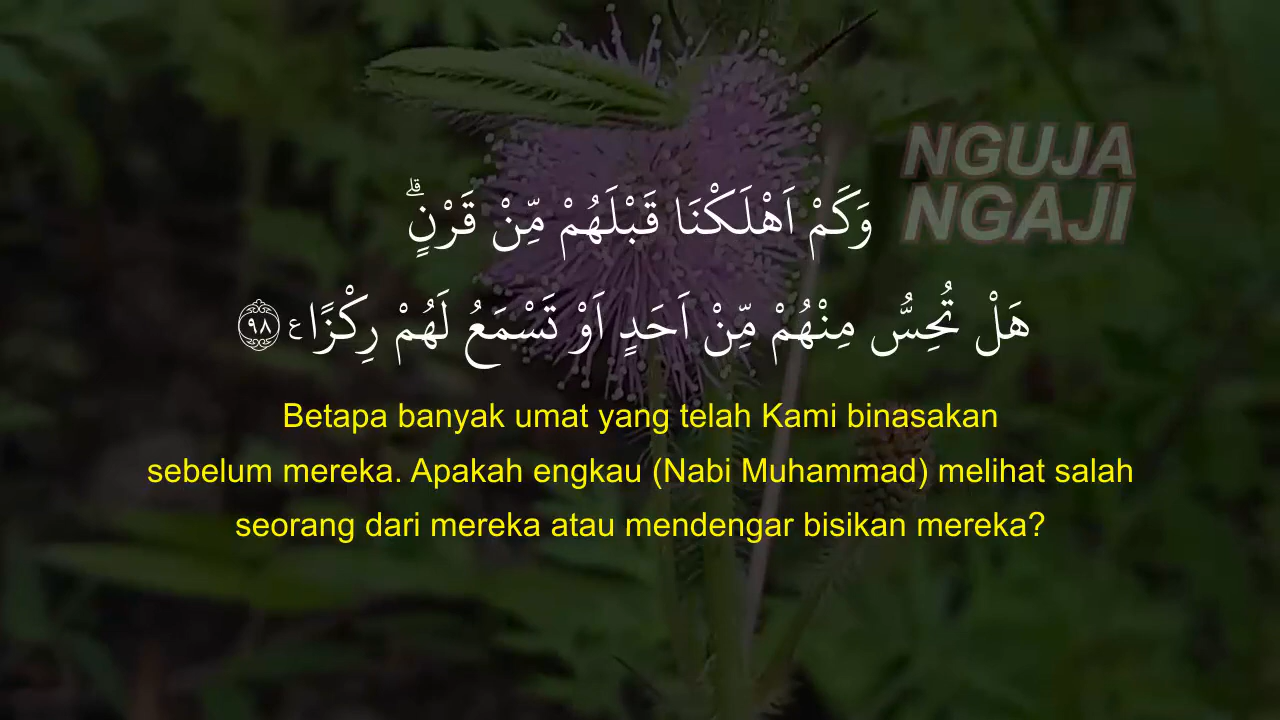 NGUJA
NGAJI
وَكَمْ اَهْلَكْنَا قَبْلَهُمْ مِّنْ قَرْنٍۗ
هَلْ تُحِسُّ مِنْهُمْ مِّنْ اَحَدٍ اَوْ تَسْمَعُ لَهُمْ رِكْزًا ࣖ ۝٩٨
Betapa banyak umat yang telah Kami binasakan
sebelum mereka. Apakah engkau (Nabi Muhammad) melihat salah
seorang dari mereka atau mendengar bisikan mereka?